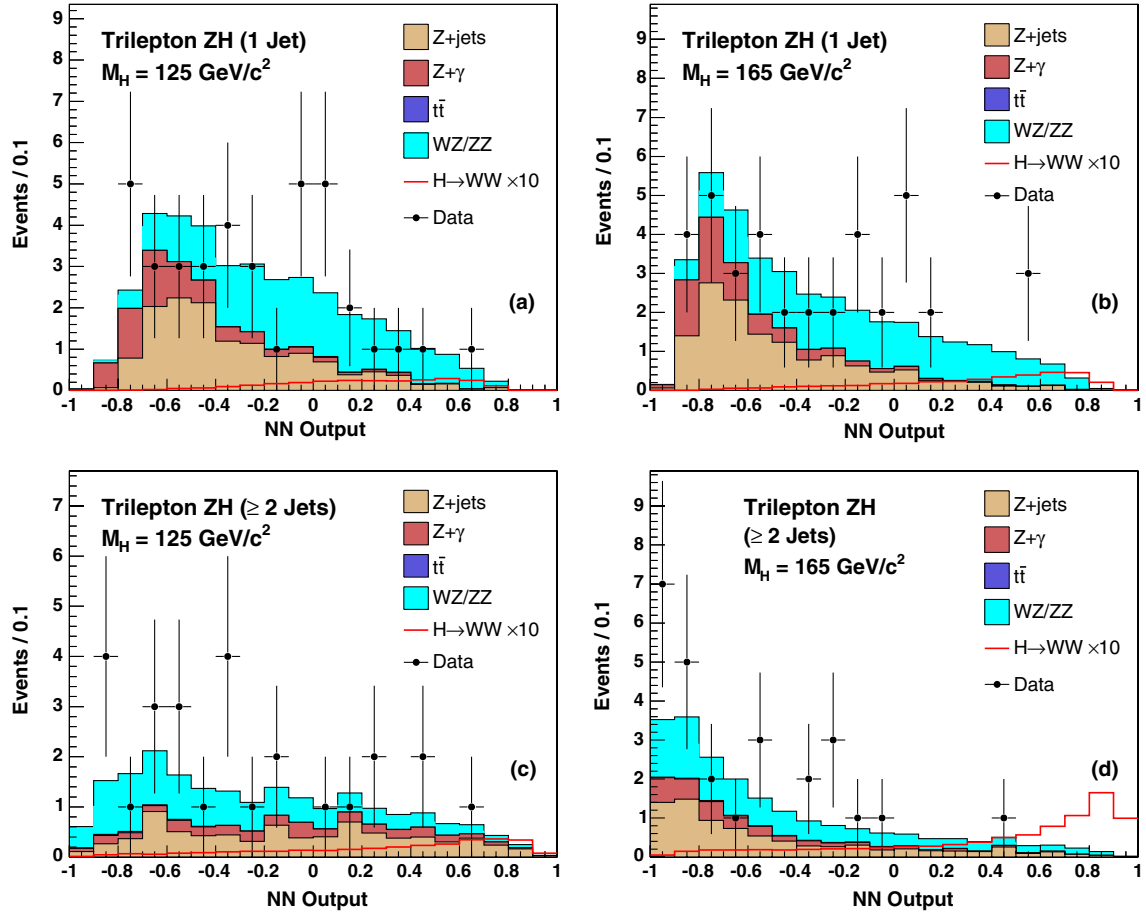 Trilepton ZH (1 Jet)
M_H = 125 GeV/c²
Z+jets
Z+γ
tt̄
WZ/ZZ
H→WW ×10
Data
(a)
Events / 0.1
0 1 2 3 4 5 6 7 8 9
-1 -0.8 -0.6 -0.4 -0.2 0 0.2 0.4 0.6 0.8 1
NN Output
Trilepton ZH (1 Jet)
M_H = 165 GeV/c²
Z+jets
Z+γ
tt̄
WZ/ZZ
H→WW ×10
Data
(b)
Events / 0.1
0 1 2 3 4 5 6 7 8 9
-1 -0.8 -0.6 -0.4 -0.2 0 0.2 0.4 0.6 0.8 1
NN Output
Trilepton ZH (≥ 2 Jets)
M_H = 125 GeV/c²
Z+jets
Z+γ
tt̄
WZ/ZZ
H→WW ×10
Data
(c)
Events / 0.1
0 1 2 3 4 5 6 7
-1 -0.8 -0.6 -0.4 -0.2 0 0.2 0.4 0.6 0.8 1
NN Output
Trilepton ZH
(≥ 2 Jets)
M_H = 165 GeV/c²
Z+jets
Z+γ
tt̄
WZ/ZZ
H→WW ×10
Data
(d)
Events / 0.1
0 1 2 3 4 5 6 7 8 9
-1 -0.8 -0.6 -0.4 -0.2 0 0.2 0.4 0.6 0.8 1
NN Output